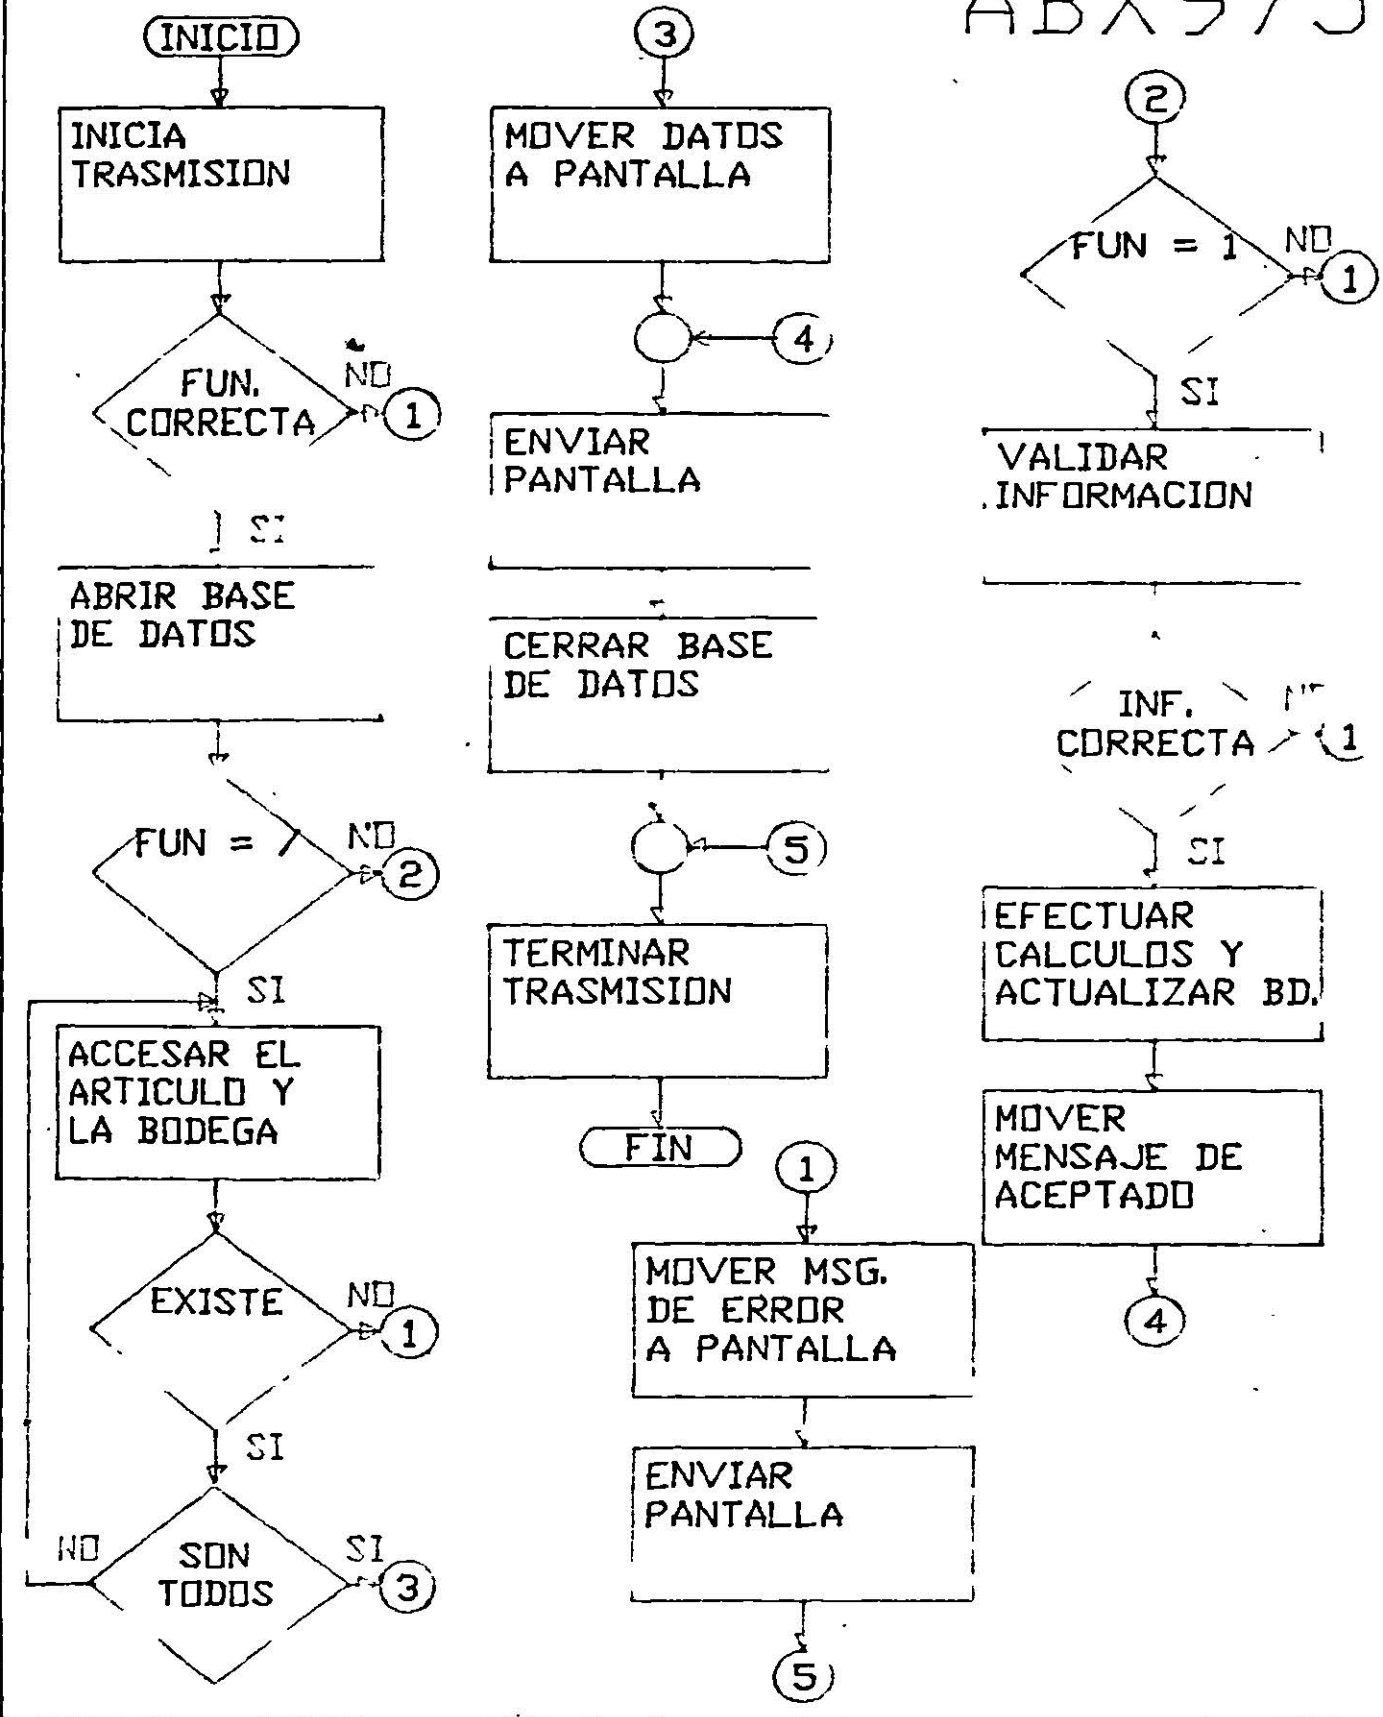 INICIO
INICIA
TRASMISION
FUN.
CORRECTA
NO
1
SI
ABRIR BASE
DE DATOS
FUN =
NO
2
SI
ACCESAR EL
ARTICULO Y
LA BODEGA
EXISTE
NO
1
SI
SON
TODOS
NO
SI
3
3
MOVER DATOS
A PANTALLA
4
ENVIAR
PANTALLA
CERRAR BASE
DE DATOS
5
TERMINAR
TRASMISION
FIN
1
MOVER MSG.
DE ERROR
A PANTALLA
ENVIAR
PANTALLA
5
2
FUN = 1
NO
1
SI
VALIDAR
INFORMACION
INF.
CORRECTA
1
SI
EFECTUAR
CALCULOS Y
ACTUALIZAR BD.
MOVER
MENSAJE DE
ACEPTADO
4